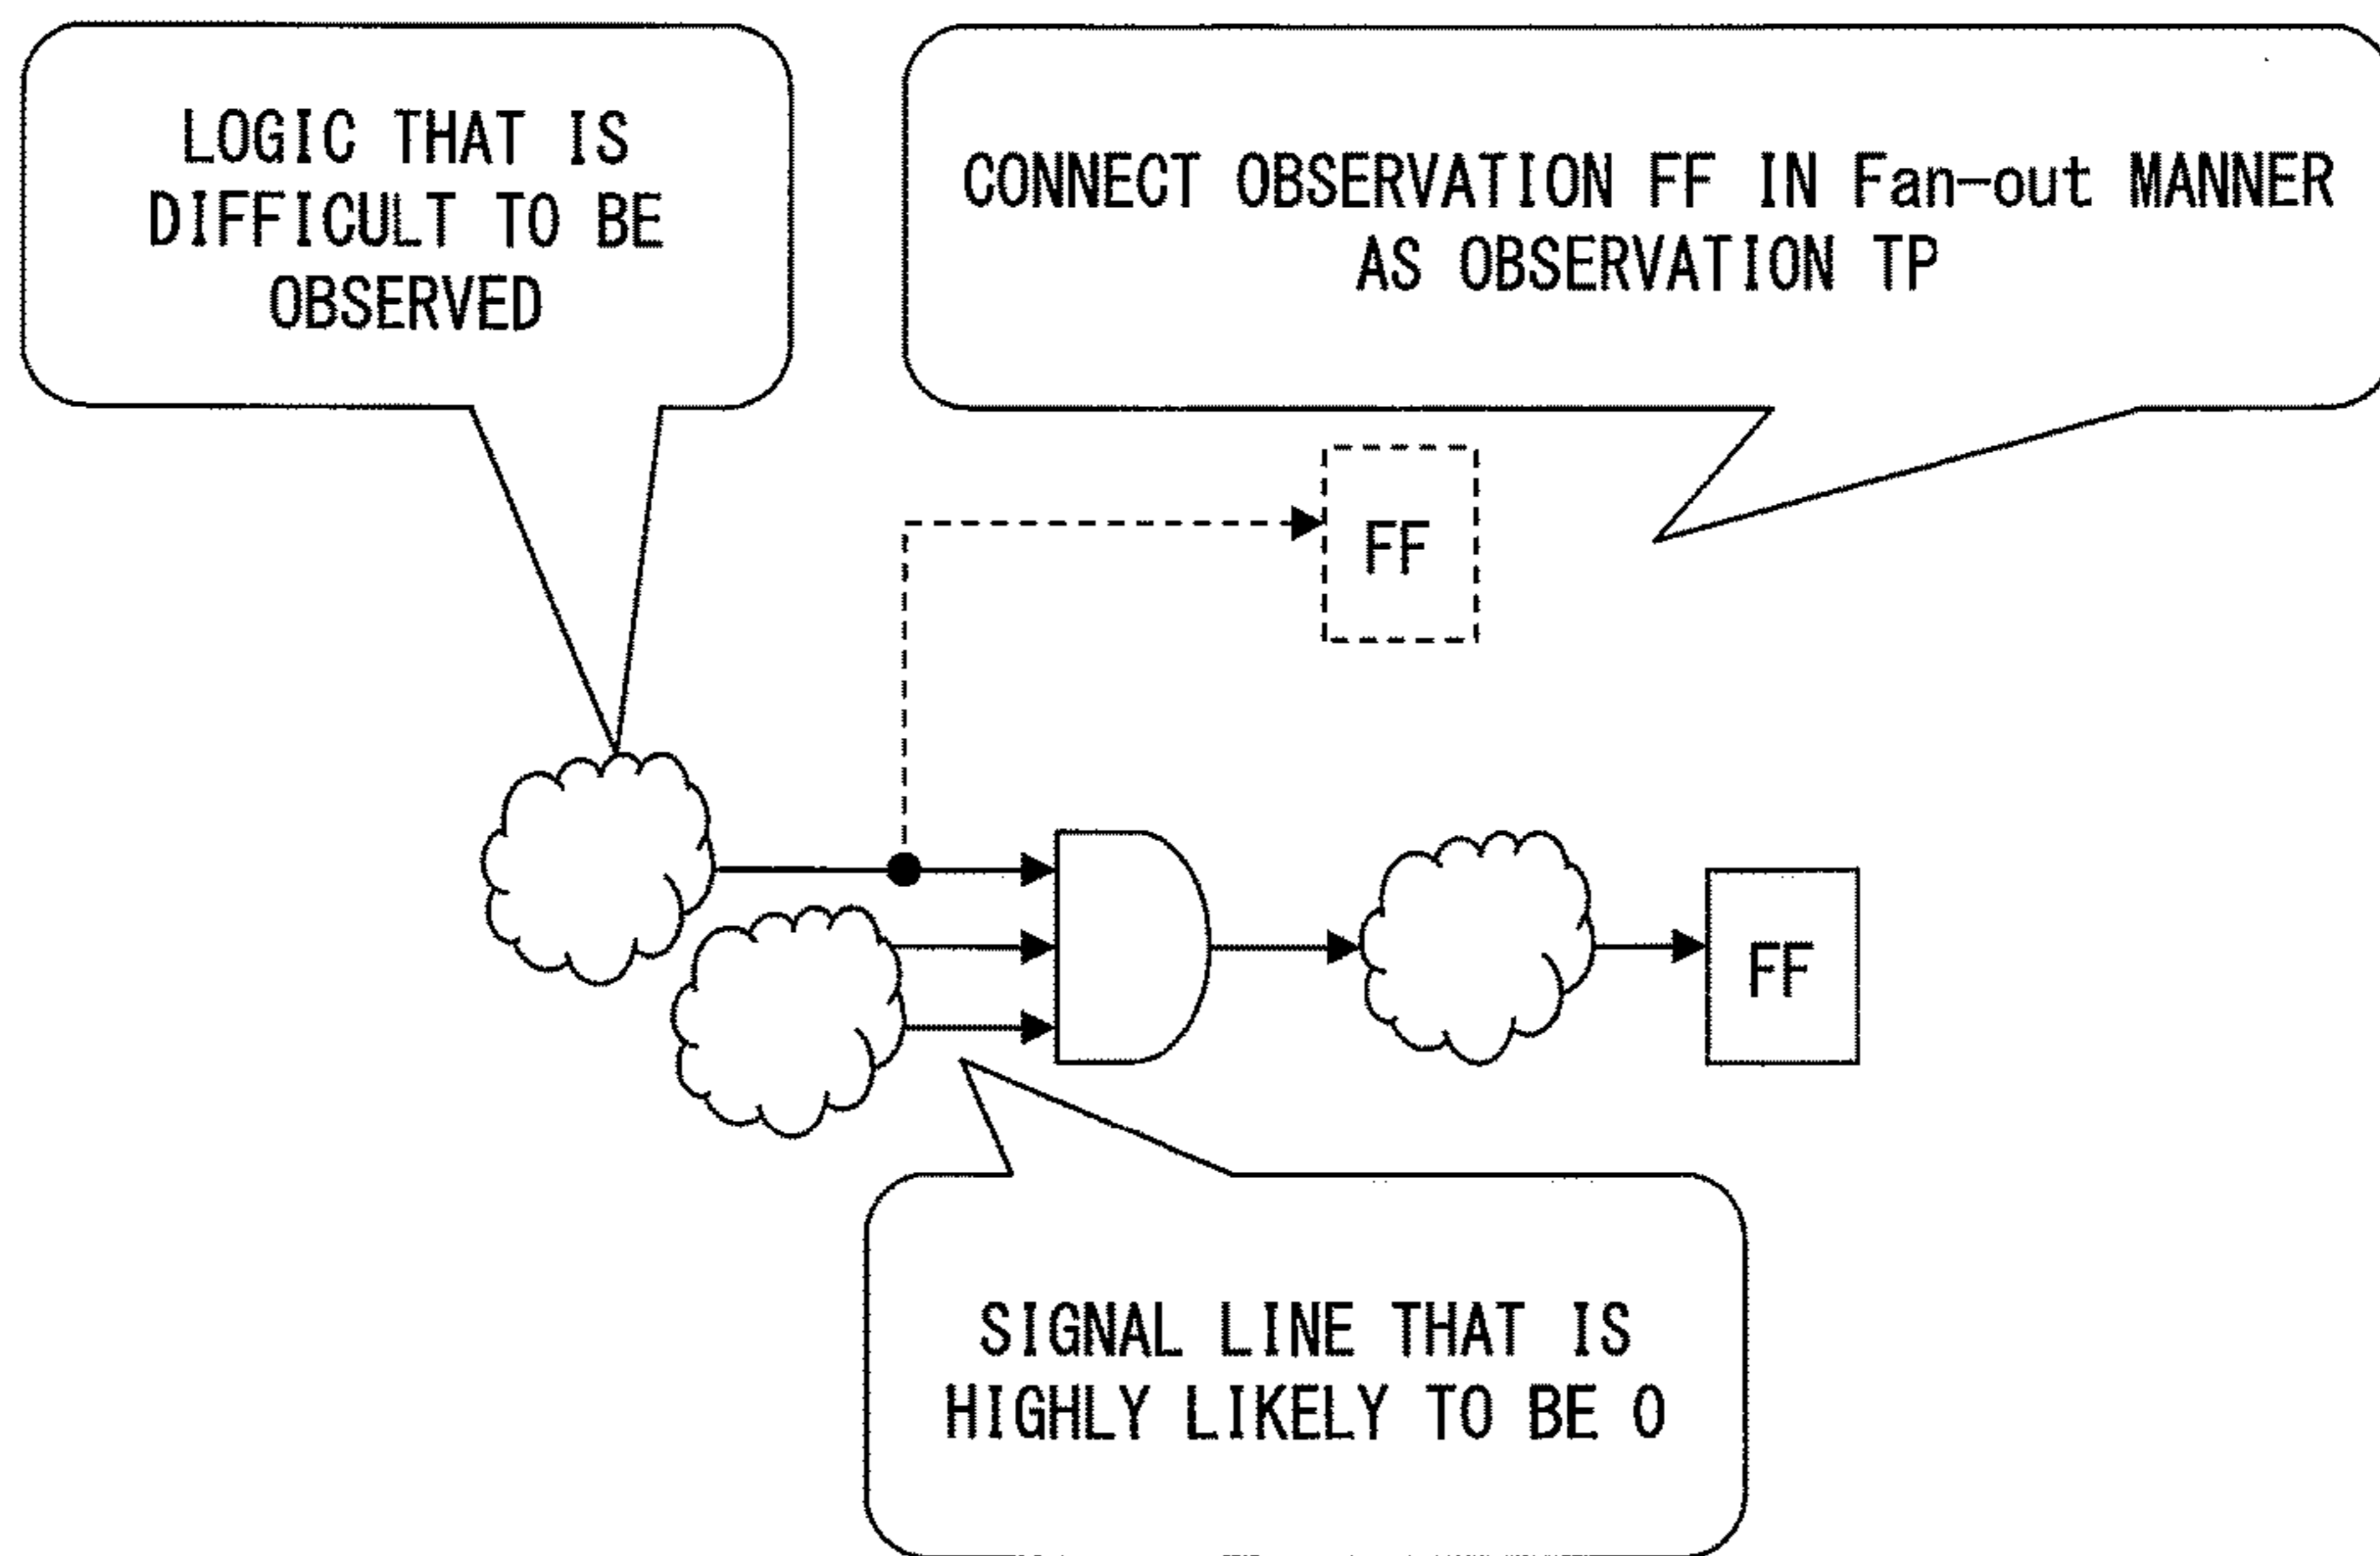 LOGIC THAT IS
DIFFICULT TO BE
OBSERVED
CONNECT OBSERVATION FF IN Fan-out MANNER
AS OBSERVATION TP
FF
FF
SIGNAL LINE THAT IS
HIGHLY LIKELY TO BE 0